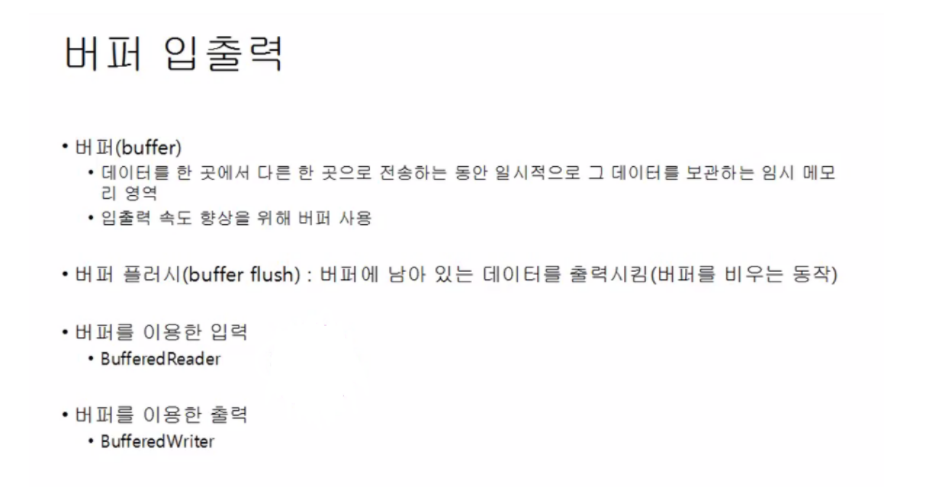 버퍼 입출력
• 버퍼(buffer)
• 데이터를 한 곳에서 다른 한 곳으로 전송하는 동안 일시적으로 그 데이터를 보관하는 임시 메모
리 영역
• 입출력 속도 향상을 위해 버퍼 사용
• 버퍼 플러시(buffer flush) : 버퍼에 남아 있는 데이터를 출력시킴(버퍼를 비우는 동작)
• 버퍼를 이용한 입력
• BufferedReader
• 버퍼를 이용한 출력
• BufferedWriter